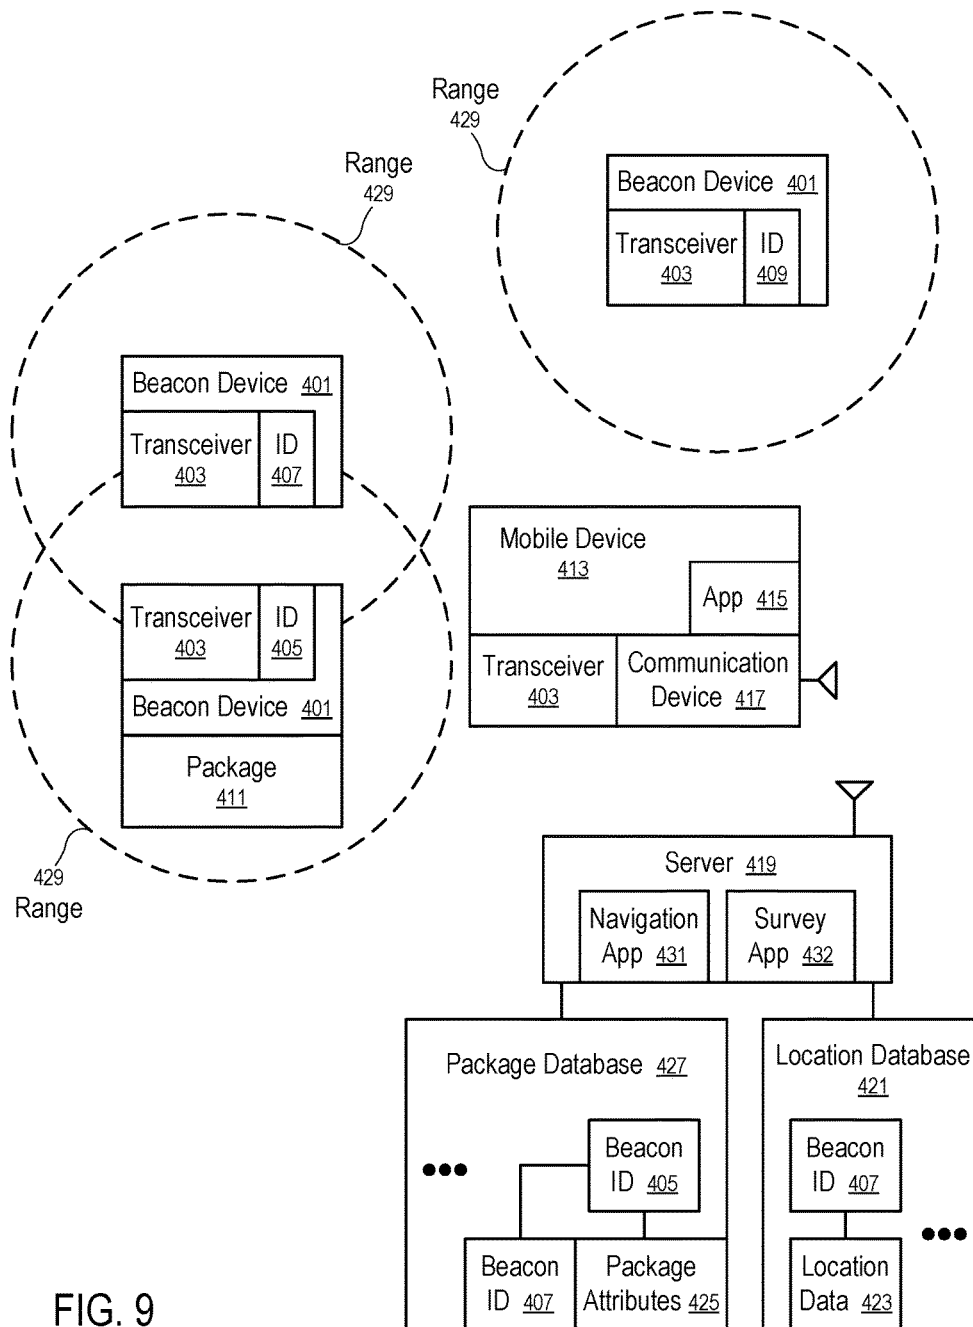 Range
429
Range
429
Beacon Device 401
Transceiver
403
ID
409
Beacon Device 401
Transceiver
403
ID
407
Transceiver
403
ID
405
Beacon Device 401
Package
411
429
Range
Mobile Device
413
App 415
Transceiver
403
Communication
Device 417
Server 419
Navigation
App 431
Survey
App 432
Package Database 427
Beacon
ID 405
Beacon
ID 407
Package
Attributes 425
Location Database
421
Beacon
ID 407
Location
Data 423
FIG. 9